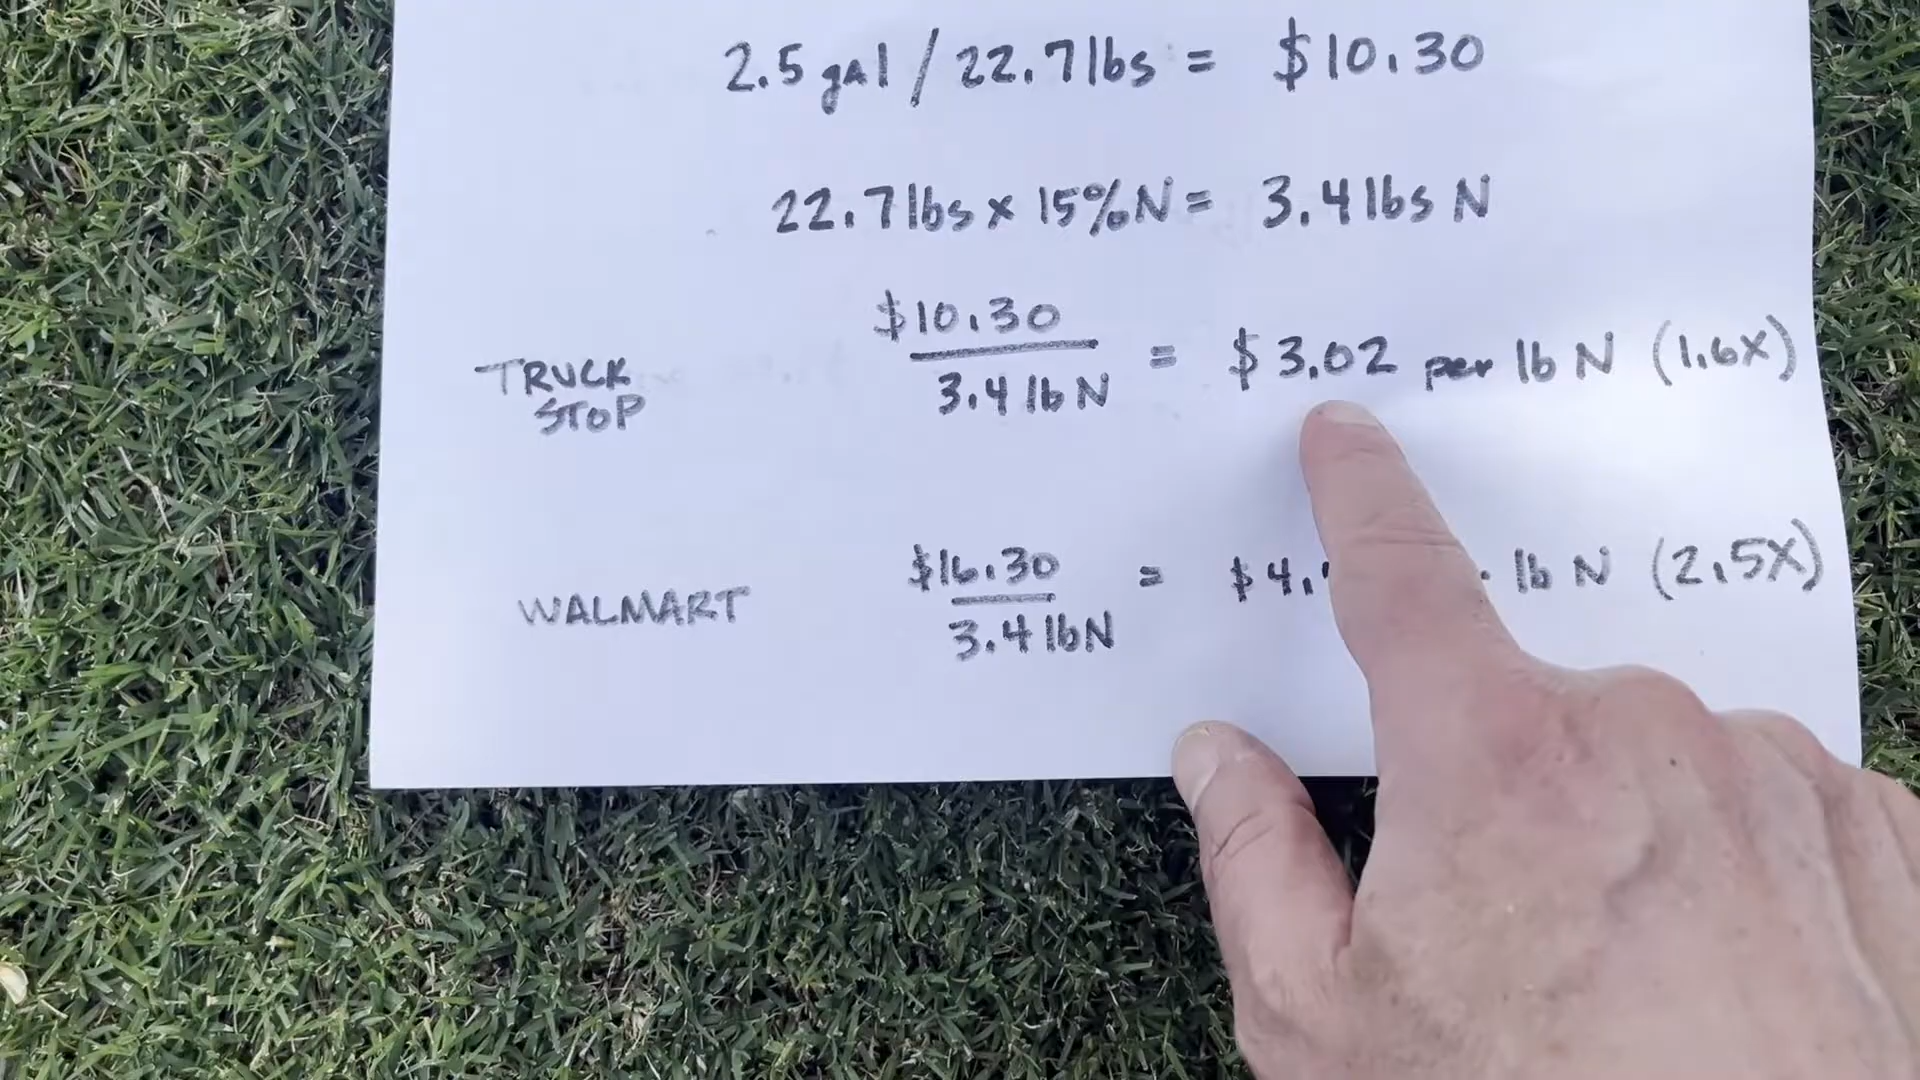 2.5 gal / 22.7 lbs = $10.30
22.7 lbs x 15% N = 3.4 lbs N
TRUCK STOP $10.30 / 3.4 lb N = $3.02 per lb N (1.6X)
WALMART $16.30 / 3.4 lb N = $4. lb N (2.5X)